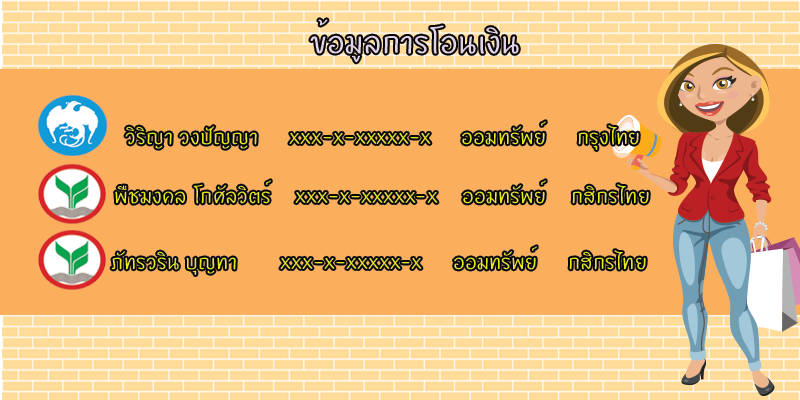 ข้อมูลการโอนเงิน
วิริญา วงปัญญา xxx-x-xxxxx-x ออมทรัพย์ กรุงไทย
พืชมงคล โกศัลวิตร์ xxx-x-xxxxx-x ออมทรัพย์ กสิกรไทย
ภัทรวริน บุญทา xxx-x-xxxxx-x ออมทรัพย์ กสิกรไทย